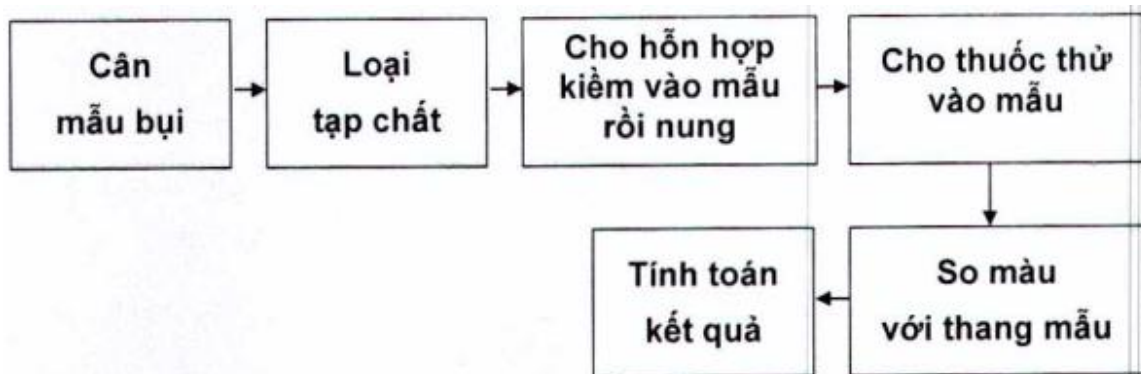 Cân
mẫu bụi
Loại
tạp chất
Cho hỗn hợp
kiềm vào mẫu
rồi nung
Cho thuốc thử
vào mẫu
So màu
với thang mẫu
Tính toán
kết quả